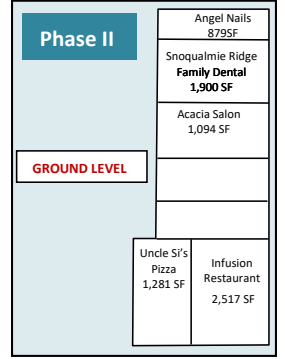 Phase II
Angel Nails
879SF
Snoqualmie Ridge
Family Dental
1,900 SF
Acacia Salon
1,094 SF
GROUND LEVEL
Uncle Si's
Pizza
1,281 SF
Infusion
Restaurant
2,517 SF